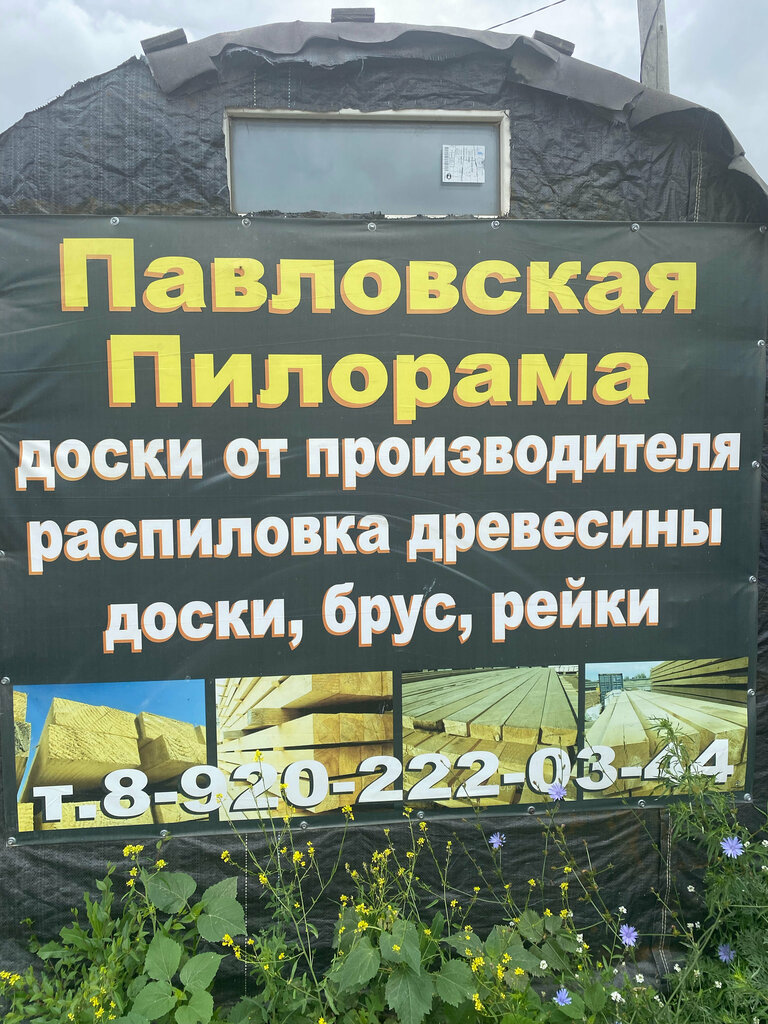 Павловская
Пилорама
доски от производителя
распиловка древесины
доски, брус, рейки
т.8-920-222-03-44